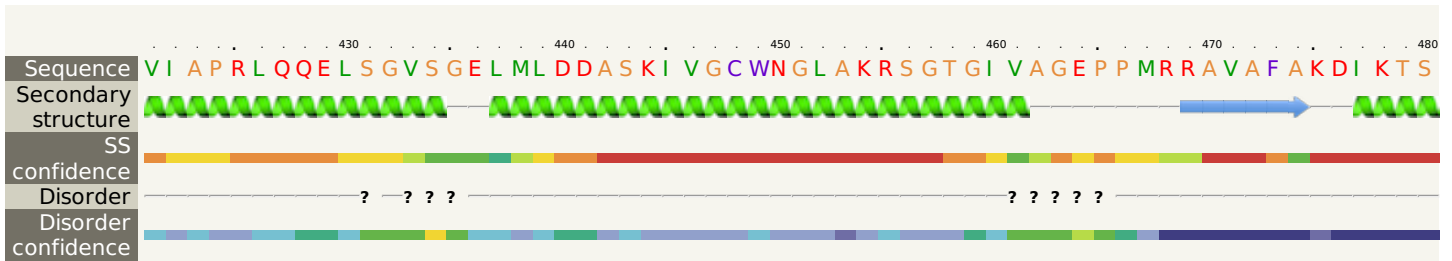 430 440 450 460 470 480
Sequence V I A P R L Q Q E L S G V S G E L M L D D A S K I V G C W N G L A K R S G T G I V A G E P P M R R A V A F A K D I K T S
Secondary
structure
SS
confidence
Disorder ? ? ? ? ? ? ? ? ?
Disorder
confidence